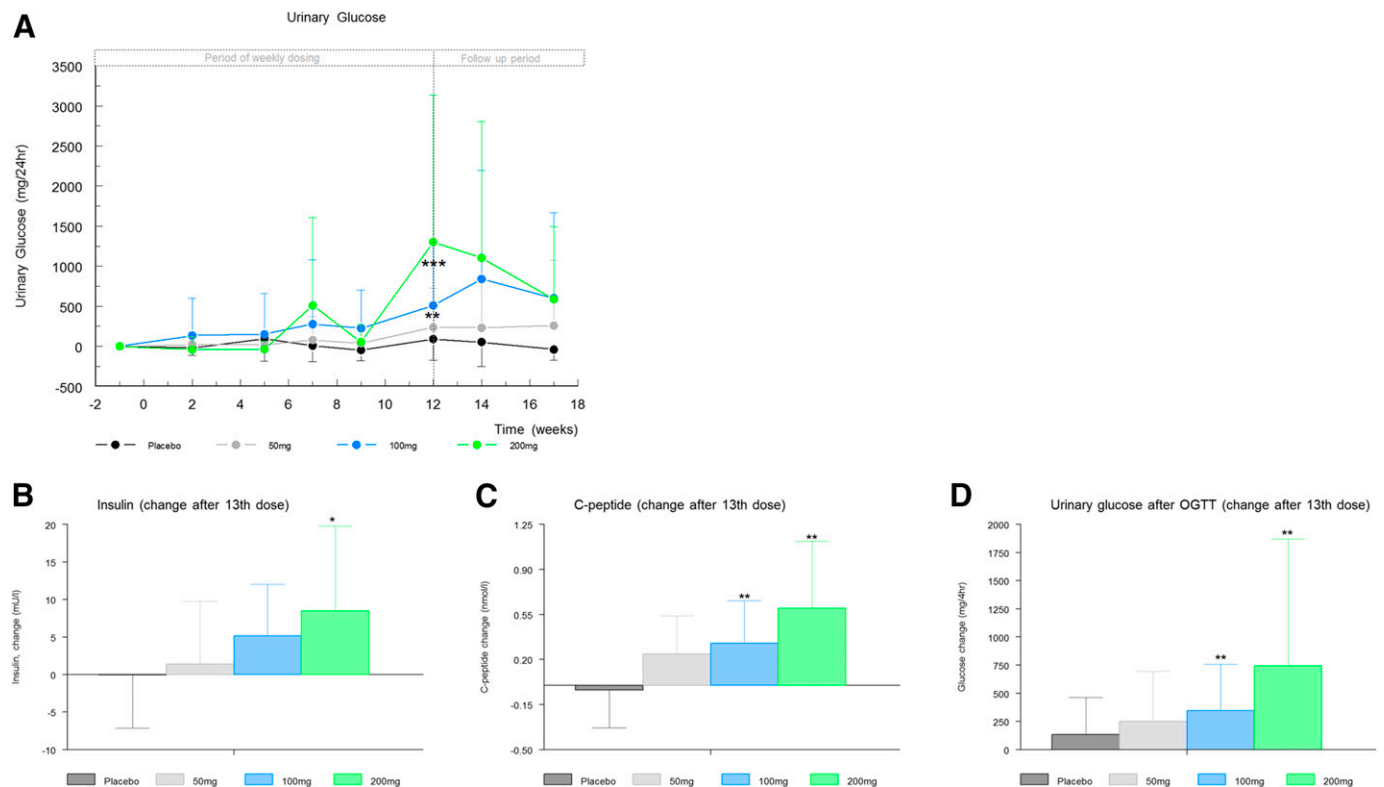 A
Urinary Glucose
Period of weekly dosing
Follow up period
Urinary Glucose (mg/24hr)
3500
3000
2500
2000
1500
1000
500
0
-500
***
**
-2 0 2 4 6 8 10 12 14 16 18
Time (weeks)
Placebo 50mg 100mg 200mg
B
Insulin (change after 13th dose)
Insulin, change (mU/l)
20
15
10
5
0
-5
-10
*
Placebo 50mg 100mg 200mg
C
C-peptide (change after 13th dose)
C-peptide change (nmol/l)
1.25
0.90
0.55
0.20
-0.15
-0.50
**
**
Placebo 50mg 100mg 200mg
D
Urinary glucose after OGTT (change after 13th dose)
Glucose change (mg/4hr)
2000
1750
1500
1250
1000
750
500
250
0
**
**
Placebo 50mg 100mg 200mg